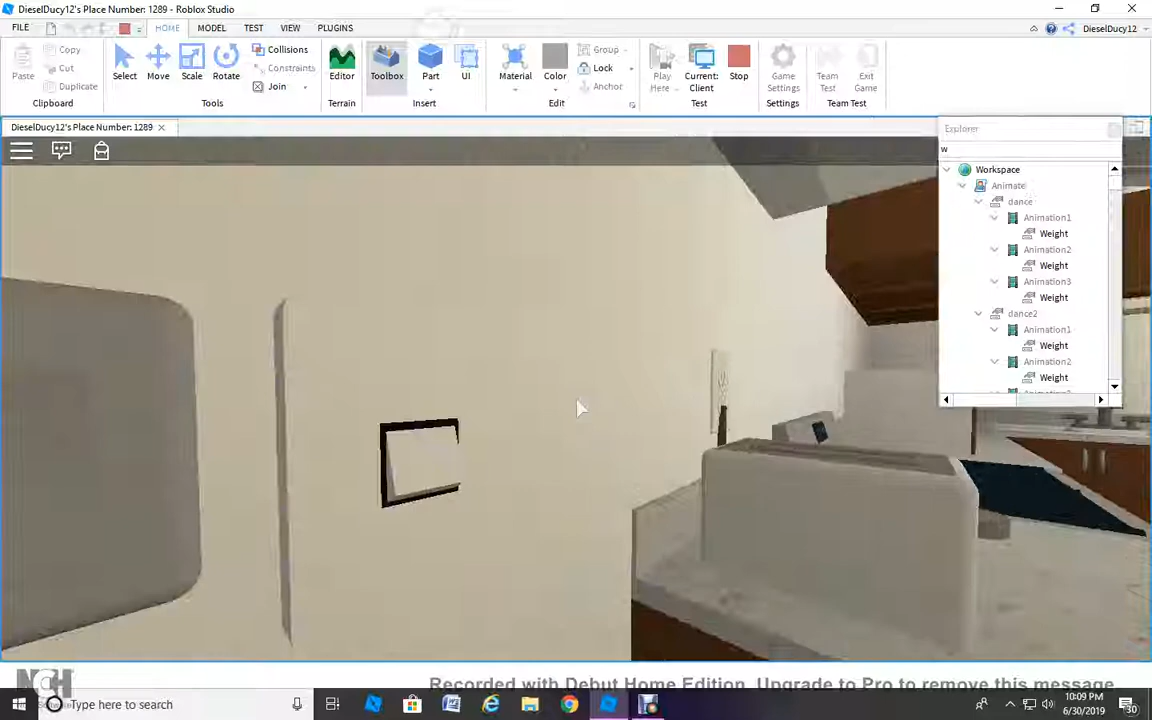 DieselDucy12's Place Number: 1289 - Roblox Studio
FILE HOME MODEL TEST VIEW PLUGINS DieselDucy12
Paste Copy Cut Duplicate Select Move Scale Rotate Collisions Constraints Join Editor Toolbox Part UI Material Color Group Lock Anchor Play Here Current: Client Stop Game Settings Team Test Exit Game
Clipboard Tools Terrain Insert Edit Test Settings Team Test
DieselDucy12's Place Number: 1289
Explorer
w
Workspace
Animate
dance
Animation1
Weight
Animation2
Weight
Animation3
Weight
dance2
Animation1
Weight
Animation2
Weight
NCH
Recorded with Debut Home Edition. Upgrade to Pro to remove this message
Type here to search
10:09 PM
6/30/2019
30